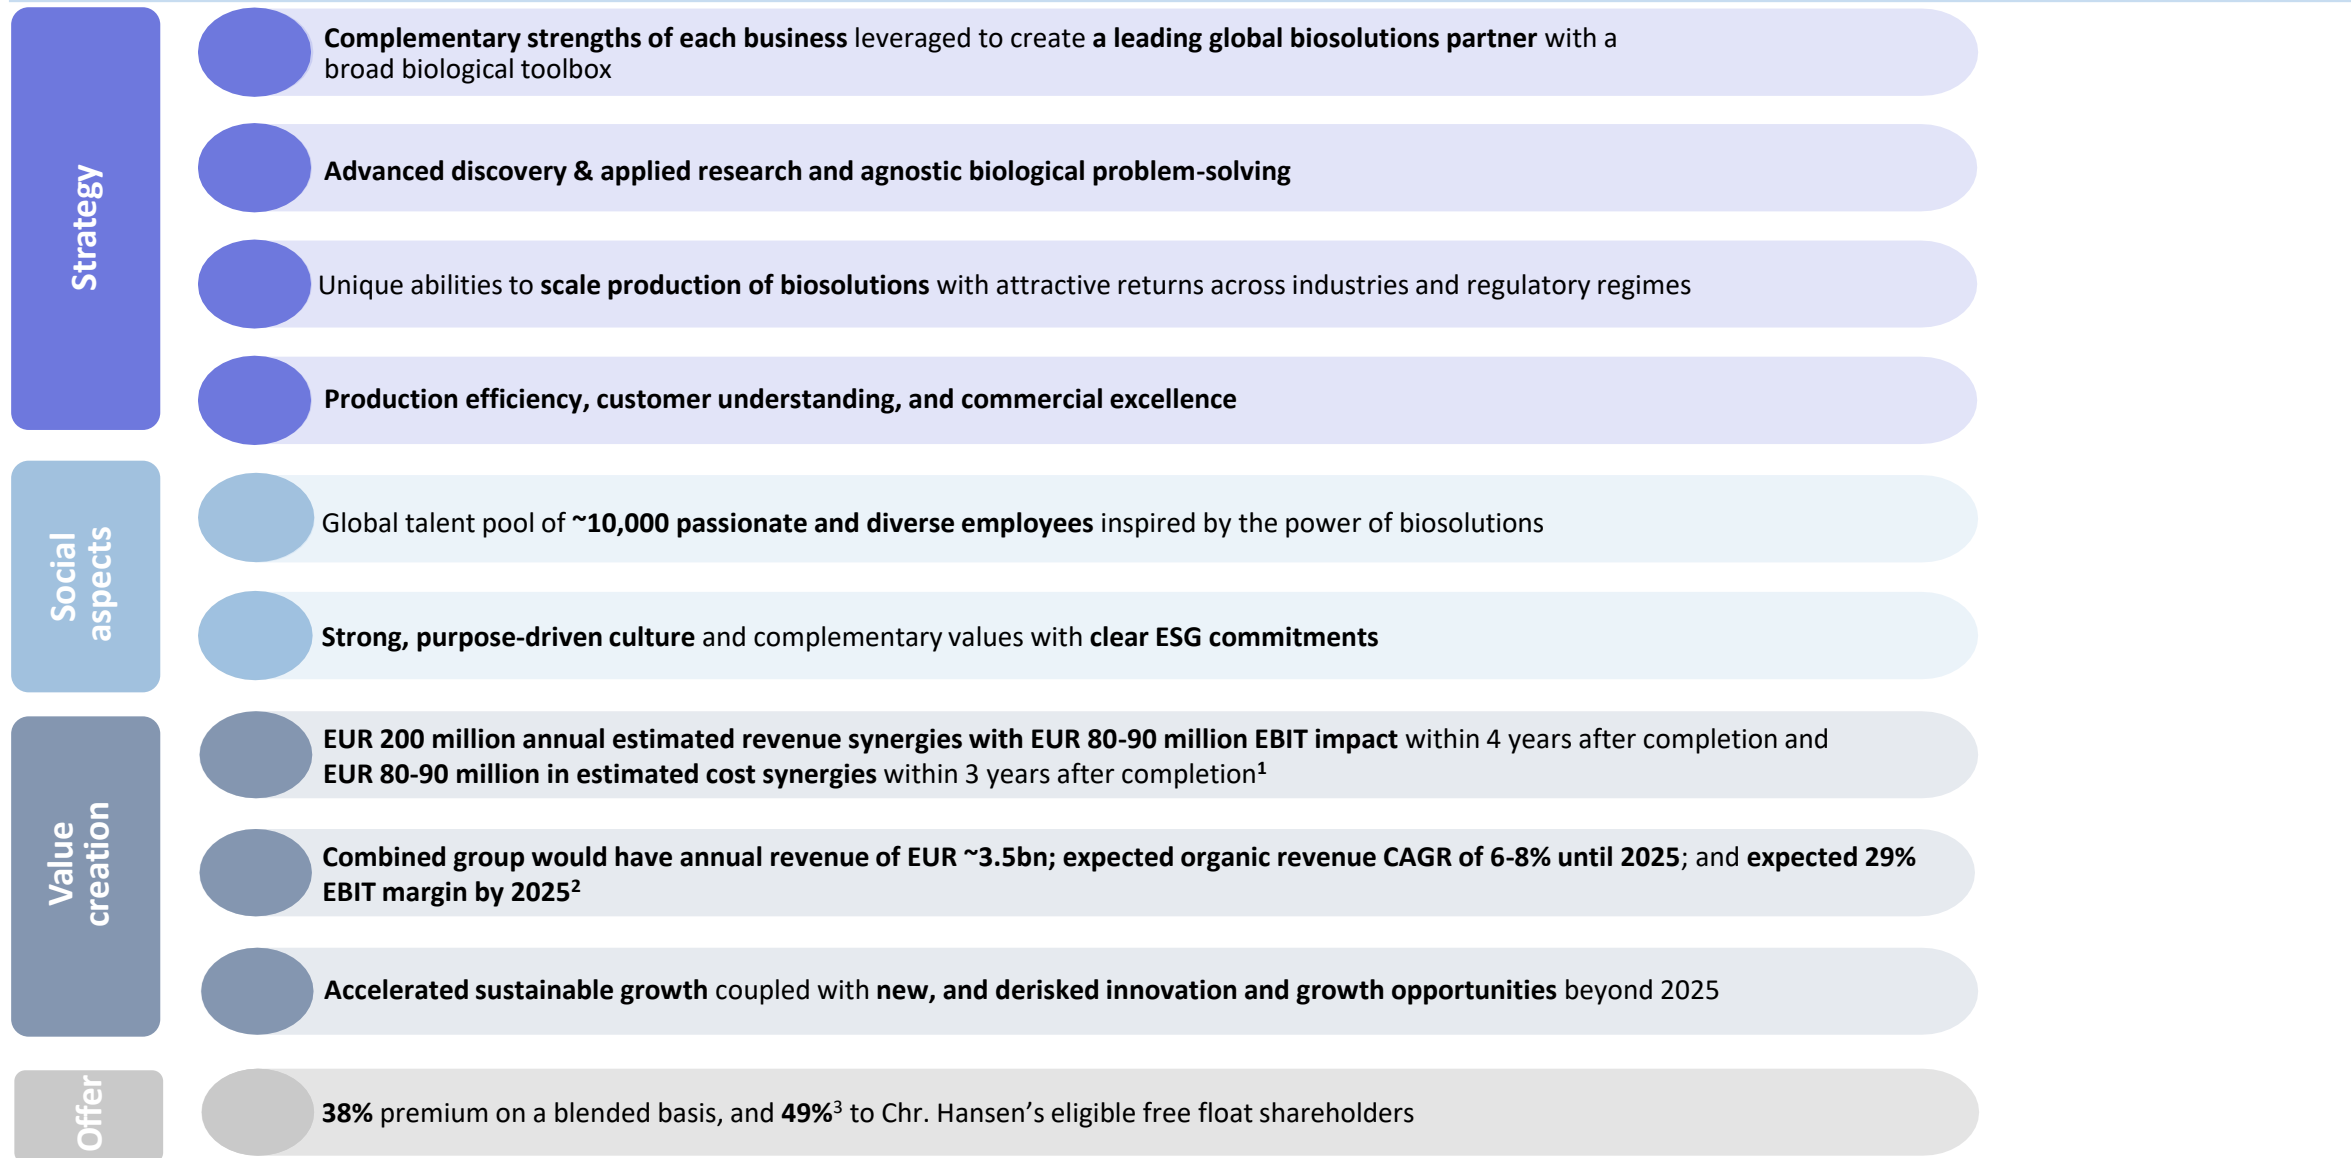 Strategy
Complementary strengths of each business leveraged to create a leading global biosolutions partner with a
broad biological toolbox
Advanced discovery & applied research and agnostic biological problem-solving
Unique abilities to scale production of biosolutions with attractive returns across industries and regulatory regimes
Production efficiency, customer understanding, and commercial excellence
Social
aspects
Global talent pool of ~10,000 passionate and diverse employees inspired by the power of biosolutions
Strong, purpose-driven culture and complementary values with clear ESG commitments
Value
creation
EUR 200 million annual estimated revenue synergies with EUR 80-90 million EBIT impact within 4 years after completion and
EUR 80-90 million in estimated cost synergies within 3 years after completion¹
Combined group would have annual revenue of EUR ~3.5bn; expected organic revenue CAGR of 6-8% until 2025; and expected 29%
EBIT margin by 2025²
Accelerated sustainable growth coupled with new, and derisked innovation and growth opportunities beyond 2025
Offer
38% premium on a blended basis, and 49%³ to Chr. Hansen’s eligible free float shareholders